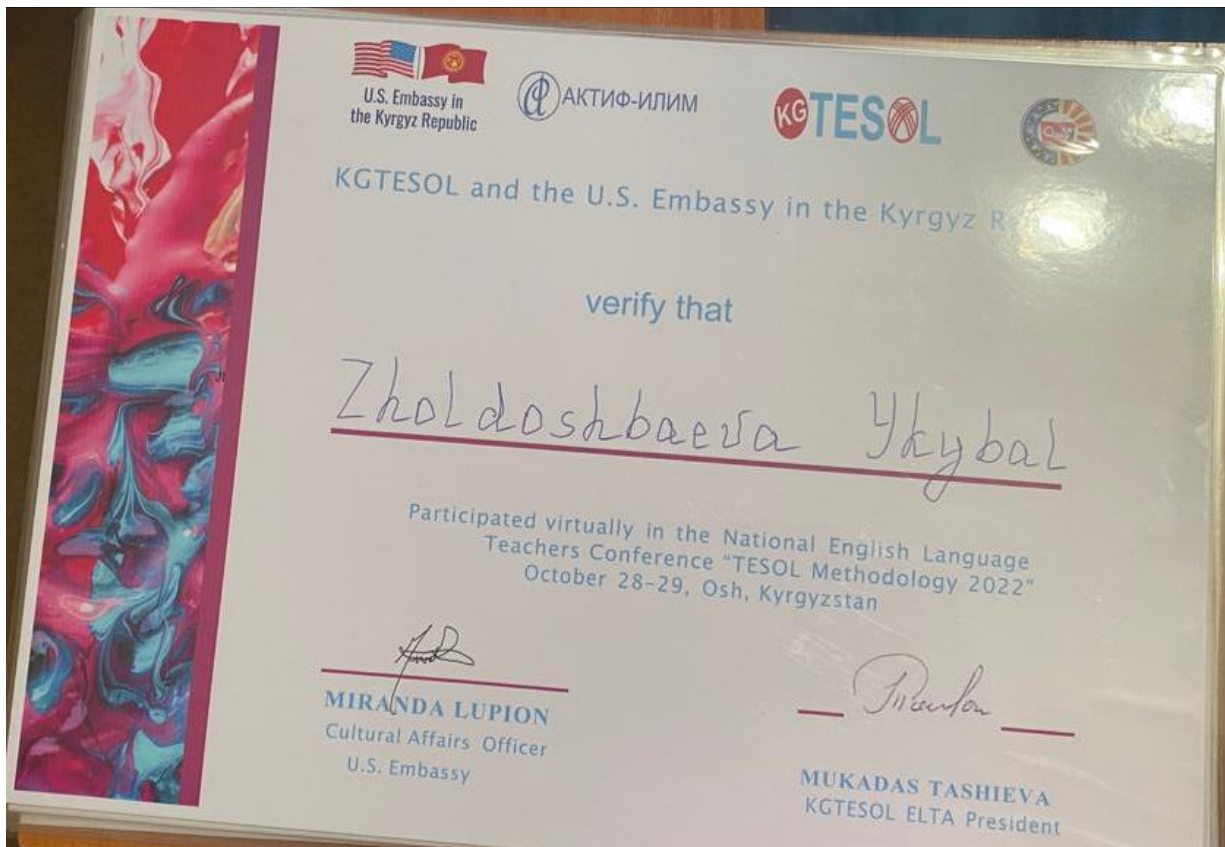 U.S. Embassy in
the Kyrgyz Republic
АКТИФ-ИЛИМ
KGTESOL
KGTESOL and the U.S. Embassy in the Kyrgyz
verify that
Zholdoshbaeva Ykybal
Participated virtually in the National English Language
Teachers Conference “TESOL Methodology 2022”
October 28-29, Osh, Kyrgyzstan
MIRANDA LUPION
Cultural Affairs Officer
U.S. Embassy
MUKADAS TASHIEVA
KGTESOL ELTA President